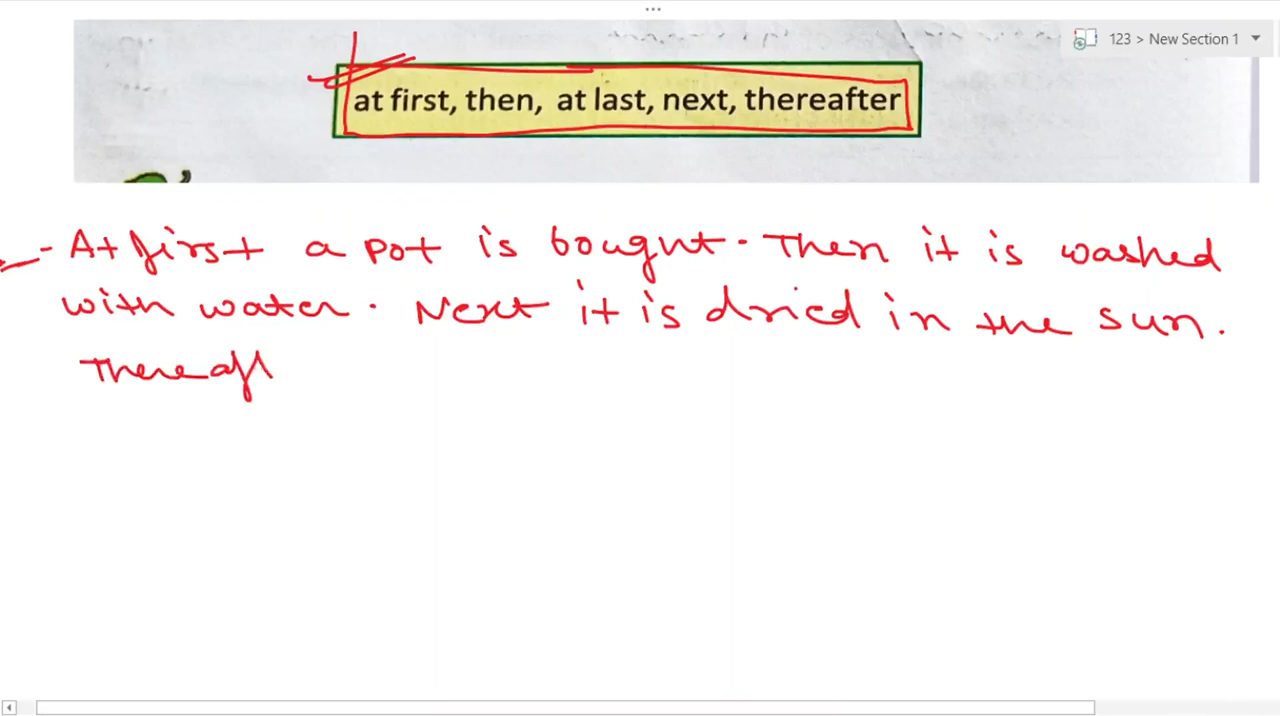 123 > New Section 1
at first, then, at last, next, thereafter
- At first a pot is bought. Then it is washed
with water. Next it is dried in the sun.
Thereaf